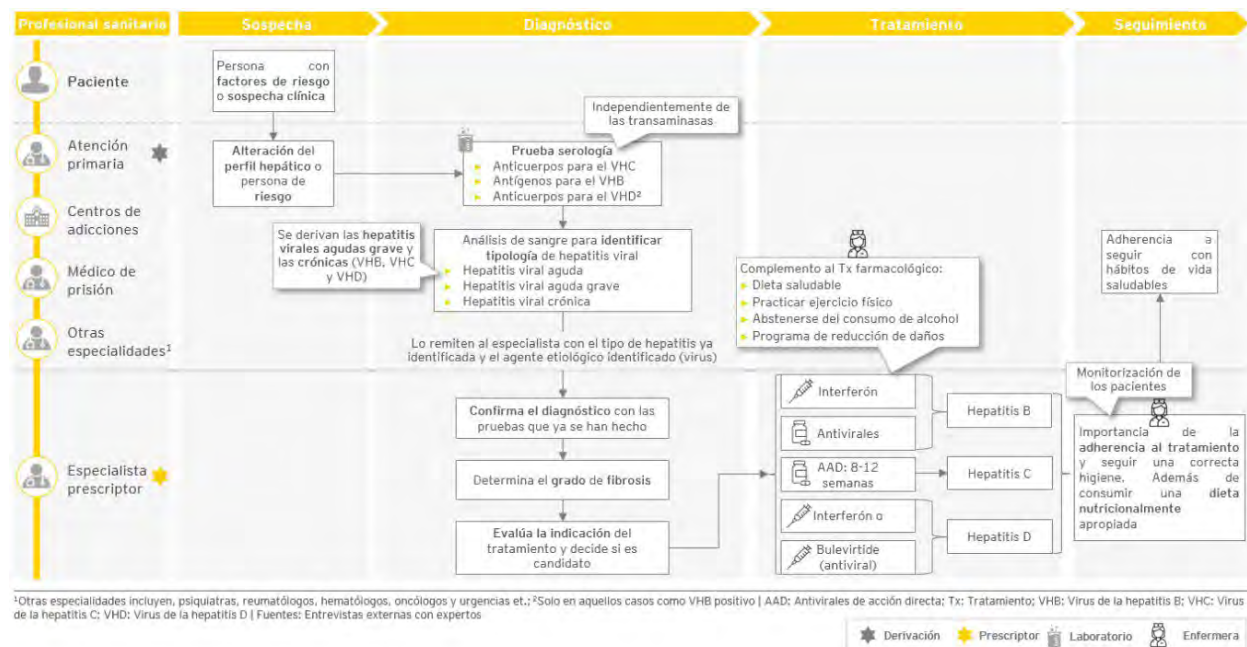 Profesional sanitario
Sospecha
Diagnóstico
Tratamiento
Seguimiento
Paciente
Persona con
factores de riesgo
o sospecha clínica
Independientemente de
las transaminasas
Atención
primaria
Alteración del
perfil hepático o
persona de
riesgo
Prueba serología
Anticuerpos para el VHC
Antígenos para el VHB
Anticuerpos para el VHD²
Centros de
adicciones
Se derivan las hepatitis
virales agudas grave y
las crónicas (VHB, VHC
y VHD)
Análisis de sangre para identificar
tipología de hepatitis viral
Hepatitis viral aguda
Hepatitis viral aguda grave
Hepatitis viral crónica
Adherencia a
seguir con
hábitos de vida
saludables
Médico de
prisión
Complemento al Tx farmacológico:
Dieta saludable
Practicar ejercicio físico
Abstenerse del consumo de alcohol
Programa de reducción de daños
Otras
especialidades¹
Lo remiten al especialista con el tipo de hepatitis ya
identificada y el agente etiológico identificado (virus)
Monitorización de
los pacientes
Especialista
prescriptor
Confirma el diagnóstico con las
pruebas que ya se han hecho
Determina el grado de fibrosis
Evalúa la indicación del
tratamiento y decide si es
candidato
Interferón
Antivirales
Hepatitis B
AAD: 8-12
semanas
Hepatitis C
Interferón α
Bulevirtide
(antiviral)
Hepatitis D
Importancia de la
adherencia al tratamiento
y seguir una correcta
higiene. Además de
consumir una dieta
nutricionalmente
apropiada
¹Otras especialidades incluyen, psiquiatras, reumatólogos, hematólogos, oncólogos y urgencias et.; ²Solo en aquellos casos como VHB positivo | AAD: Antivirales de acción directa; Tx: Tratamiento; VHB: Virus de la hepatitis B; VHC: Virus
de la hepatitis C; VHD: Virus de la hepatitis D | Fuentes: Entrevistas externas con expertos
Derivación
Prescriptor
Laboratorio
Enfermera